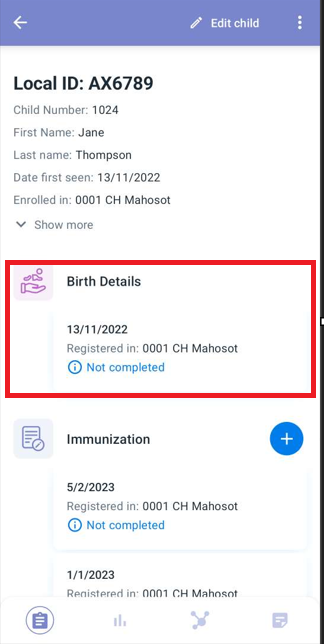 Edit child
Local ID: AX6789
Child Number: 1024
First Name: Jane
Last name: Thompson
Date first seen: 13/11/2022
Enrolled in: 0001 CH Mahosot
Show more
Birth Details
13/11/2022
Registered in: 0001 CH Mahosot
Not completed
Immunization
5/2/2023
Registered in: 0001 CH Mahosot
Not completed
1/1/2023
Registered in: 0001 CH Mahosot